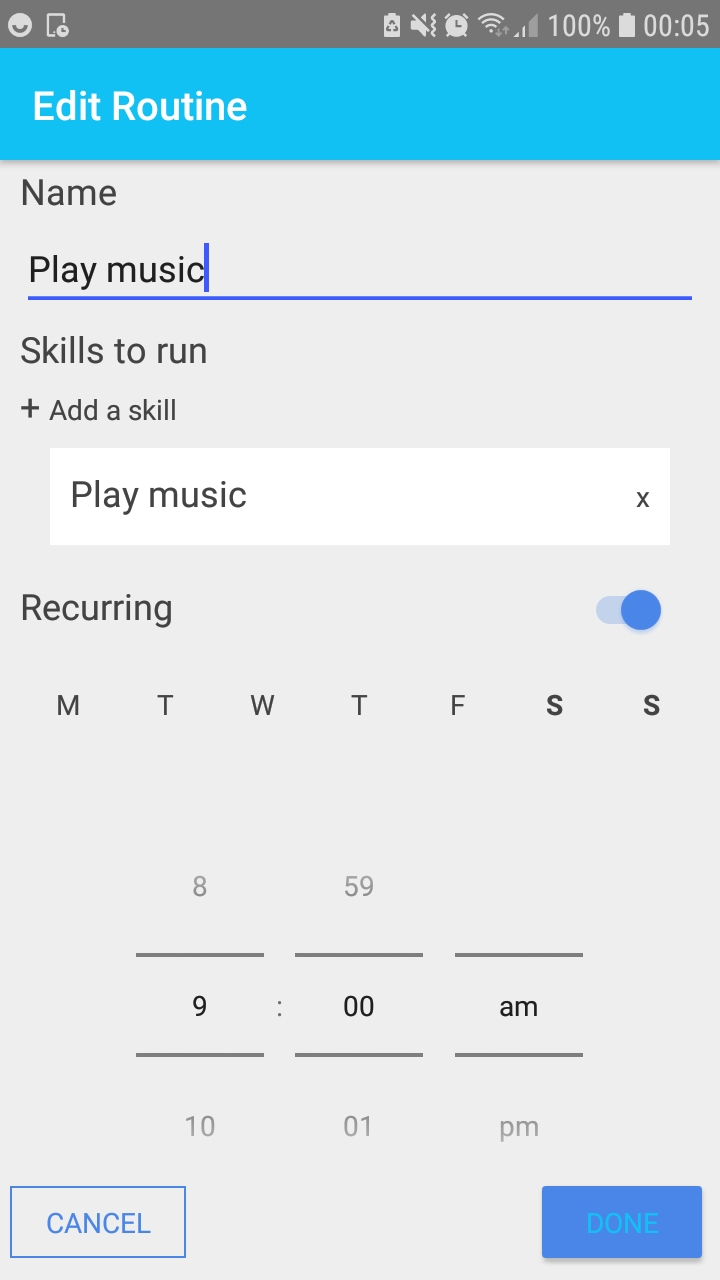 100% 00:05
Edit Routine
Name
Play music
Skills to run
+ Add a skill
Play music x
Recurring
M T W T F S S
8 59
9 : 00 am
10 01 pm
CANCEL DONE